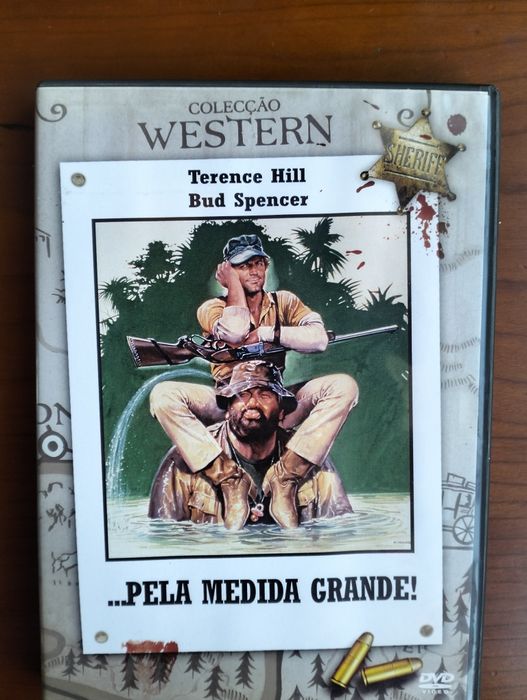 COLECÇÃO
WESTERN
SHERIFF
Terence Hill
Bud Spencer
...PELA MEDIDA GRANDE!
DVD
VIDEO